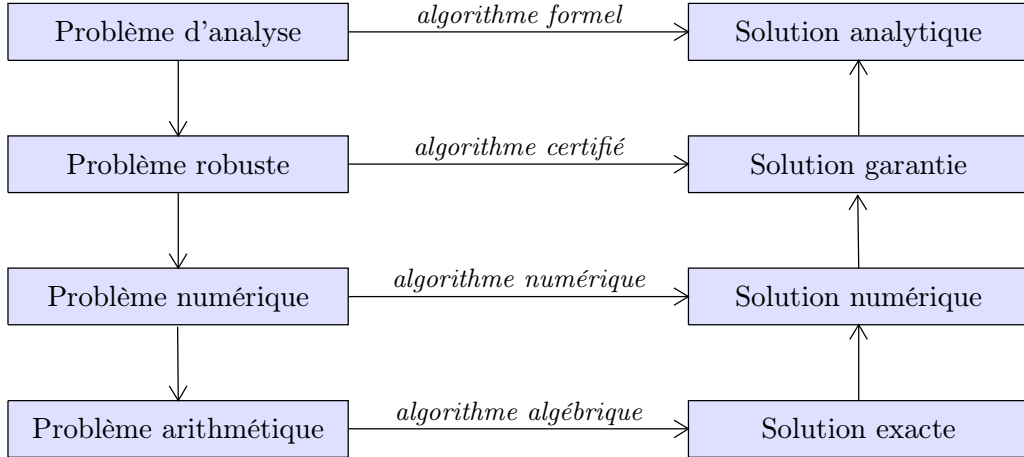 Problème d'analyse
algorithme formel
Solution analytique
Problème robuste
algorithme certifié
Solution garantie
Problème numérique
algorithme numérique
Solution numérique
Problème arithmétique
algorithme algébrique
Solution exacte